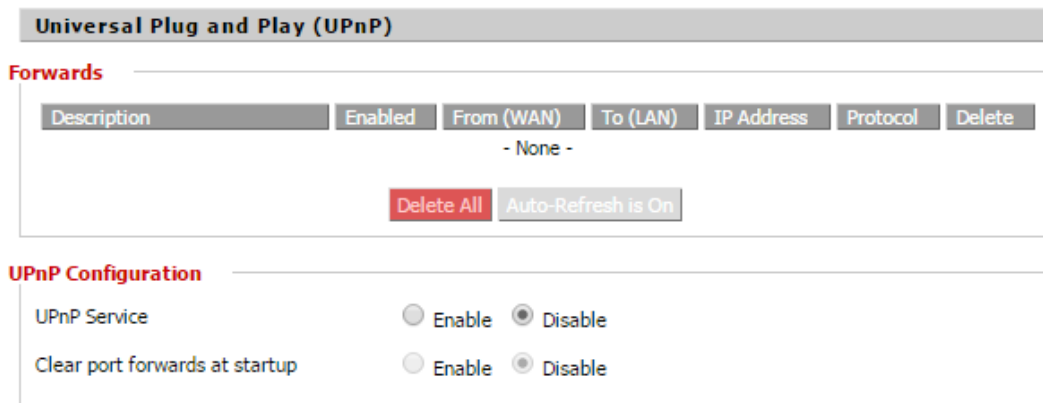 Universal Plug and Play (UPnP)
Forwards
Description Enabled From (WAN) To (LAN) IP Address Protocol Delete
- None -
Delete All Auto-Refresh is On
UPnP Configuration
UPnP Service Enable Disable
Clear port forwards at startup Enable Disable